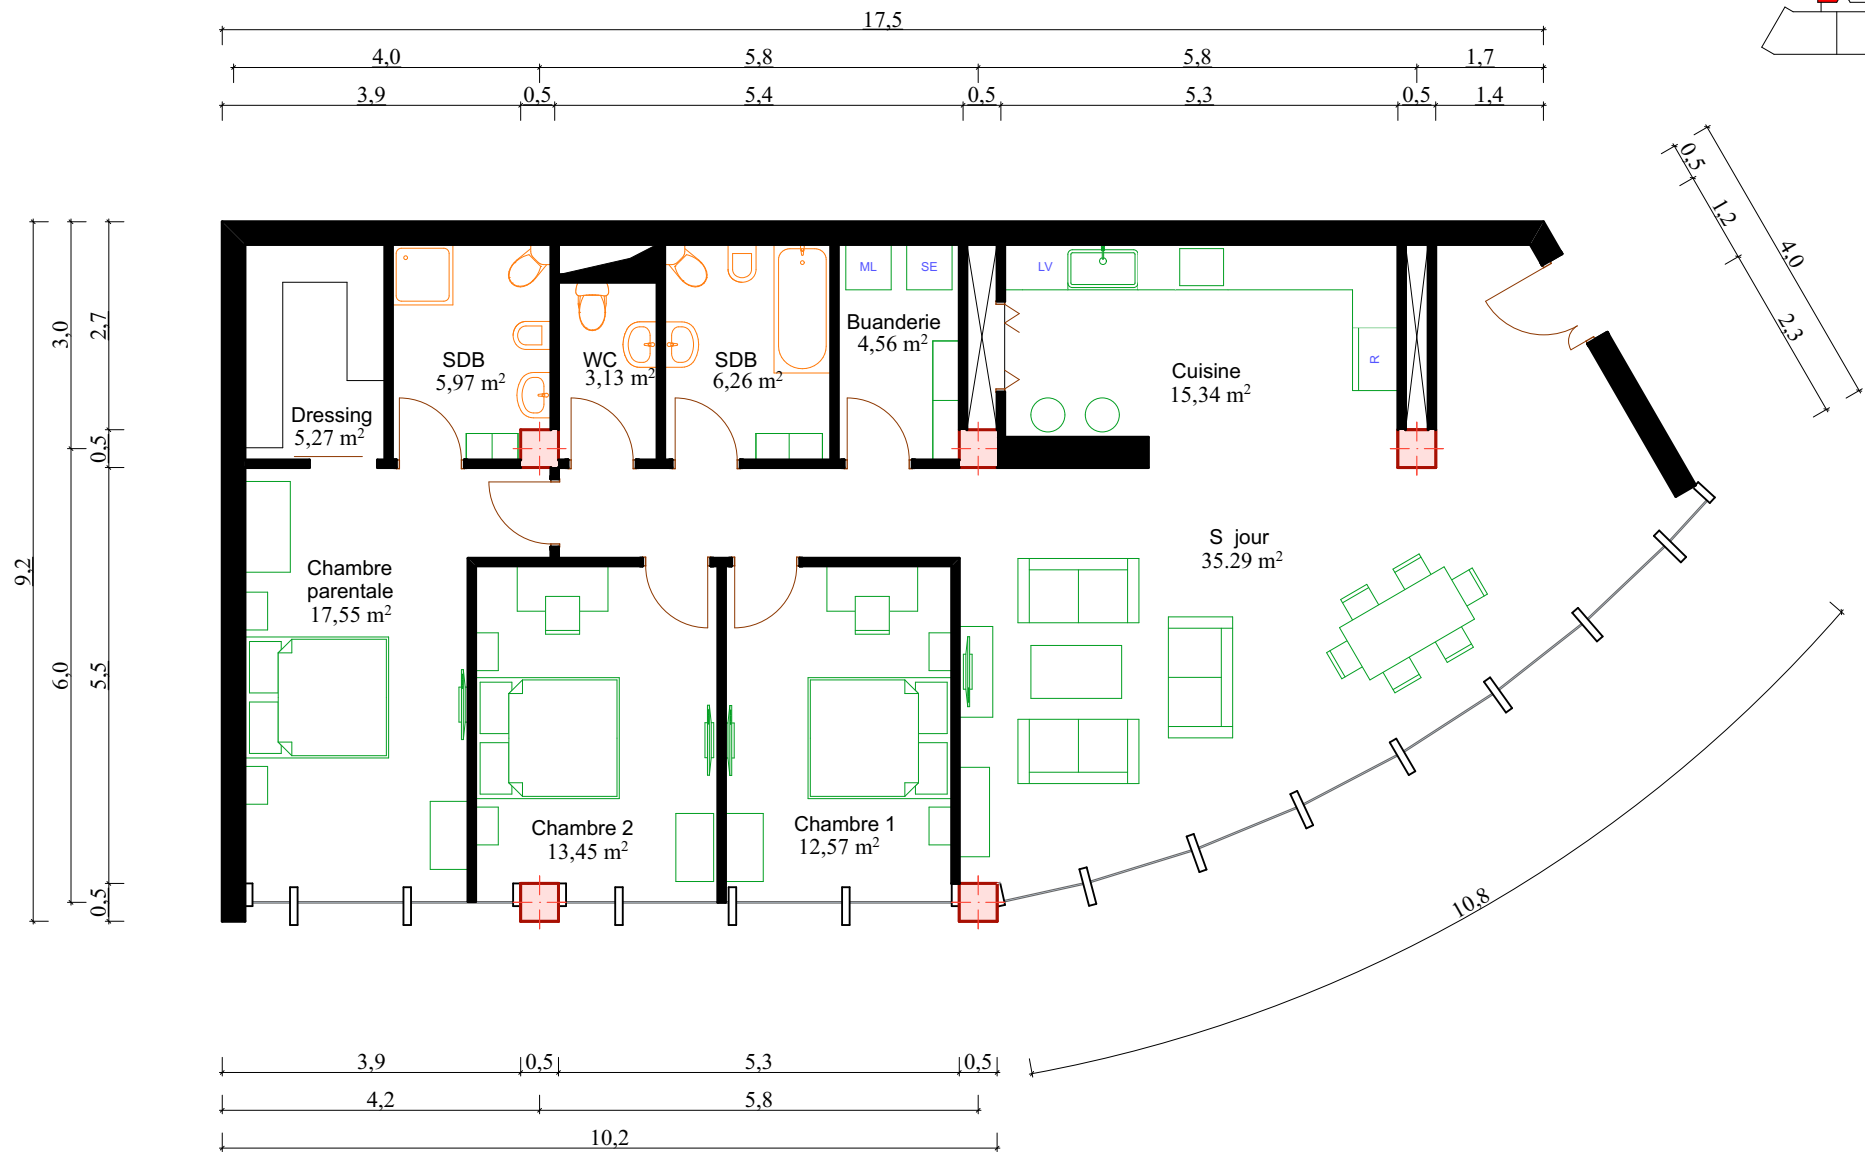 17,5
4,0 5,8 5,8 1,7
3,9 0,5 5,4 0,5 5,3 0,5 1,4
0,5
1,2
4,0
2,3
9,2
3,0
6,0
2,7
0,5
5,5
0,5
Dressing
5,27 m²
SDB
5,97 m²
WC
3,13 m²
SDB
6,26 m²
ML SE
Buanderie
4,56 m²
LV
Cuisine
15,34 m²
R
S jour
35.29 m²
Chambre
parentale
17,55 m²
Chambre 2
13,45 m²
Chambre 1
12,57 m²
10,8
3,9 0,5 5,3 0,5
4,2 5,8
10,2